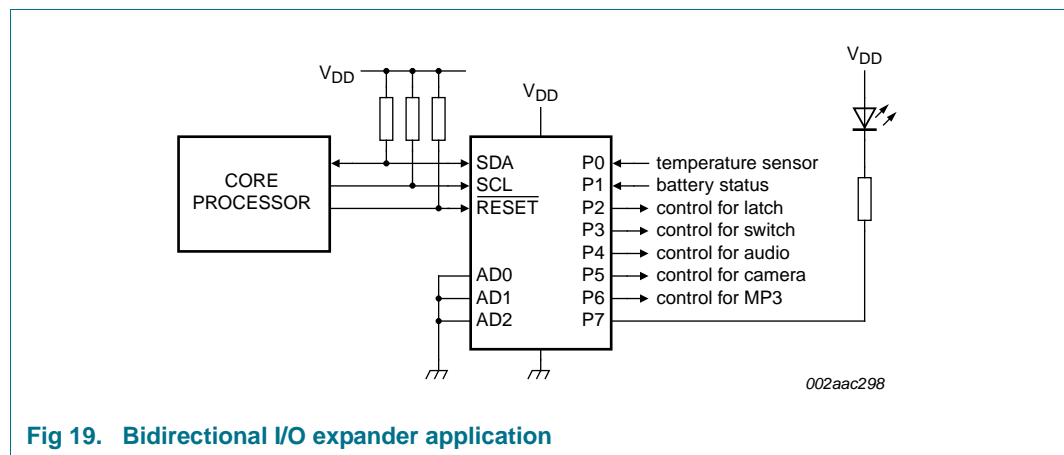 VDD
VDD
VDD
CORE
PROCESSOR
SDA
SCL
RESET
AD0
AD1
AD2
P0
P1
P2
P3
P4
P5
P6
P7
temperature sensor
battery status
control for latch
control for switch
control for audio
control for camera
control for MP3
002aac298
Fig 19. Bidirectional I/O expander application